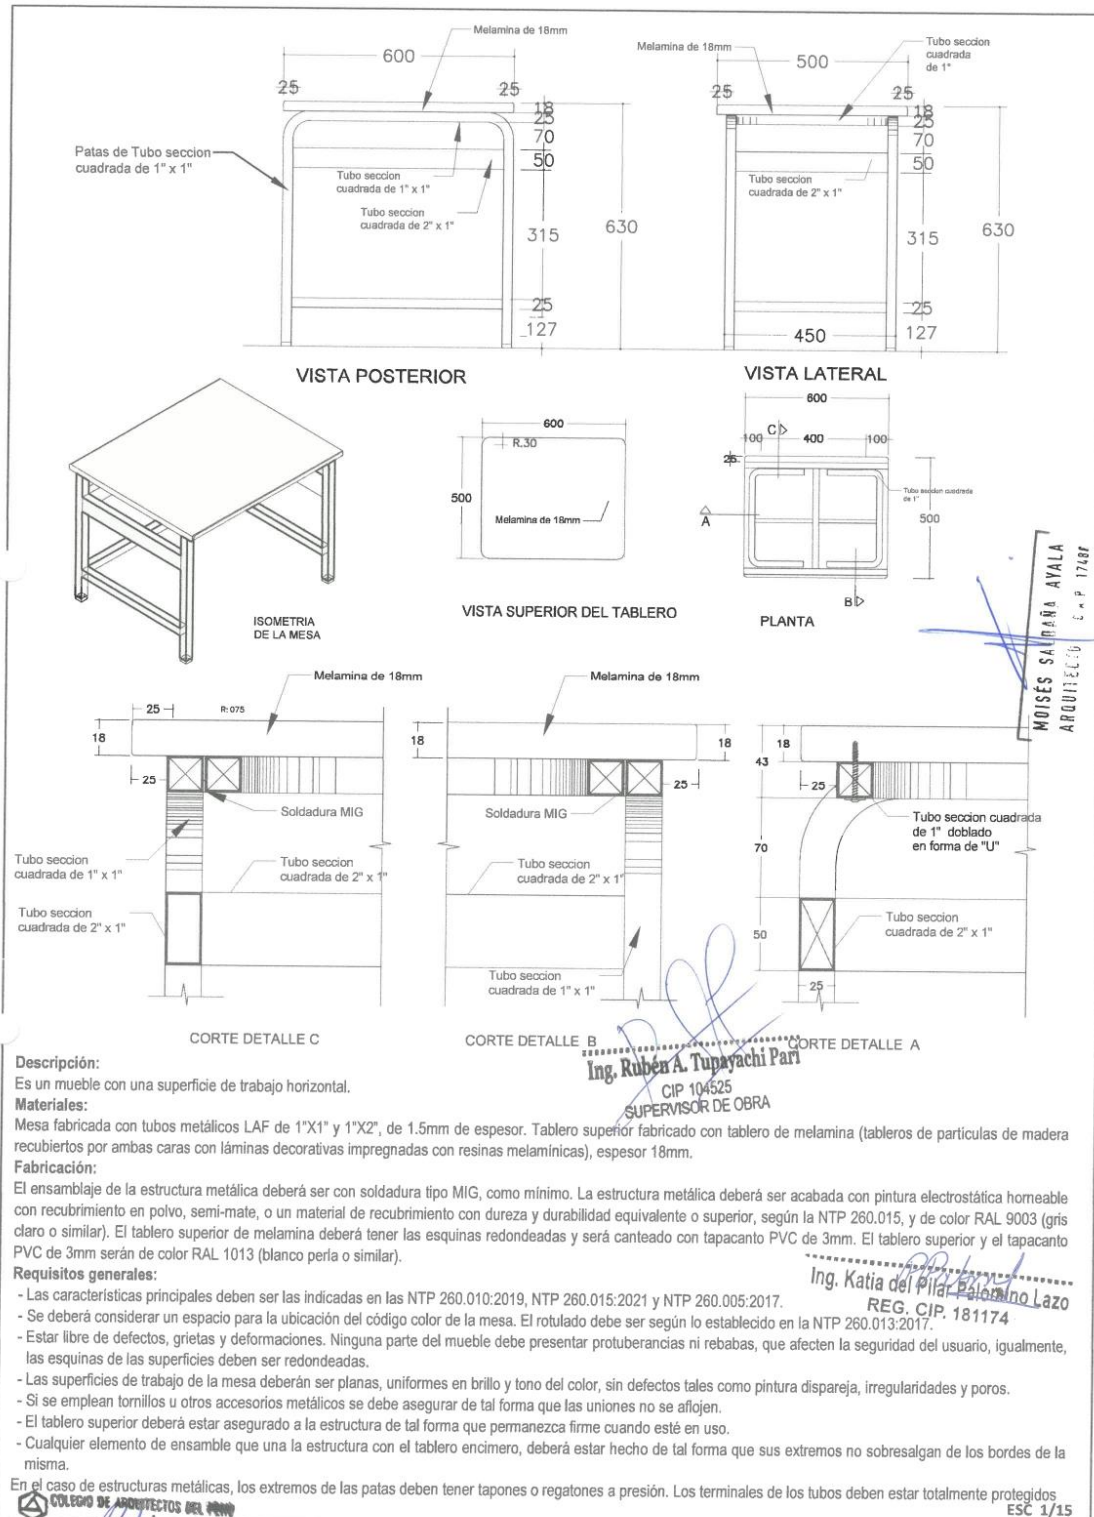 Melamina de 18mm
600
25
25
18
25
70
50
315
630
25
127
Patas de Tubo seccion
cuadrada de 1" x 1"
Tubo seccion
cuadrada de 1" x 1"
Tubo seccion
cuadrada de 2" x 1"
VISTA POSTERIOR
Melamina de 18mm
500
Tubo seccion
cuadrada
de 1"
25
25
18
25
70
50
Tubo seccion
cuadrada de 2" x 1"
315
630
25
450
127
VISTA LATERAL
ISOMETRIA
DE LA MESA
600
R.30
500
Melamina de 18mm
VISTA SUPERIOR DEL TABLERO
600
C
100
400
100
25
Tubo seccion cuadrada
de 1"
A
500
B
PLANTA
MOISÉS SALDAÑA AYALA
ARQUITECTO C.A.P. 17488
Melamina de 18mm
25
R:075
18
25
Soldadura MIG
Tubo seccion
cuadrada de 1" x 1"
Tubo seccion
cuadrada de 2" x 1"
Tubo seccion
cuadrada de 2" x 1"
CORTE DETALLE C
Melamina de 18mm
18
18
25
Soldadura MIG
Tubo seccion
cuadrada de 2" x 1"
Tubo seccion
cuadrada de 1" x 1"
CORTE DETALLE B
43
18
25
Tubo seccion cuadrada
de 1" doblado
en forma de "U"
70
50
Tubo seccion
cuadrada de 2" x 1"
25
CORTE DETALLE A
Ing. Rubén A. Tupayachi Pari
CIP 104525
SUPERVISOR DE OBRA
Descripción:
Es un mueble con una superficie de trabajo horizontal.
Materiales:
Mesa fabricada con tubos metálicos LAF de 1"X1" y 1"X2", de 1.5mm de espesor. Tablero superior fabricado con tablero de melamina (tableros de particulas de madera
recubiertos por ambas caras con láminas decorativas impregnadas con resinas melamínicas), espesor 18mm.
Fabricación:
El ensamblaje de la estructura metálica deberá ser con soldadura tipo MIG, como mínimo. La estructura metálica deberá ser acabada con pintura electrostática horneable
con recubrimiento en polvo, semi-mate, o un material de recubrimiento con dureza y durabilidad equivalente o superior, según la NTP 260.015, y de color RAL 9003 (gris
claro o similar). El tablero superior de melamina deberá tener las esquinas redondeadas y será canteado con tapacanto PVC de 3mm. El tablero superior y el tapacanto
PVC de 3mm serán de color RAL 1013 (blanco perla o similar).
Ing. Katia del Pilar Palomino Lazo
REG. CIP. 181174
Requisitos generales:
- Las características principales deben ser las indicadas en las NTP 260.010:2019, NTP 260.015:2021 y NTP 260.005:2017.
- Se deberá considerar un espacio para la ubicación del código color de la mesa. El rotulado debe ser según lo establecido en la NTP 260.013:2017.
- Estar libre de defectos, grietas y deformaciones. Ninguna parte del mueble debe presentar protuberancias ni rebabas, que afecten la seguridad del usuario, igualmente,
las esquinas de las superficies deben ser redondeadas.
- Las superficies de trabajo de la mesa deberán ser planas, uniformes en brillo y tono del color, sin defectos tales como pintura dispareja, irregularidades y poros.
- Si se emplean tornillos u otros accesorios metálicos se debe asegurar de tal forma que las uniones no se aflojen.
- El tablero superior deberá estar asegurado a la estructura de tal forma que permanezca firme cuando esté en uso.
- Cualquier elemento de ensamble que una la estructura con el tablero encimero, deberá estar hecho de tal forma que sus extremos no sobresalgan de los bordes de la
misma.
En el caso de estructuras metálicas, los extremos de las patas deben tener tapones o regatones a presión. Los terminales de los tubos deben estar totalmente protegidos
COLEGIO DE ARQUITECTOS DEL PERÚ
ESC 1/15